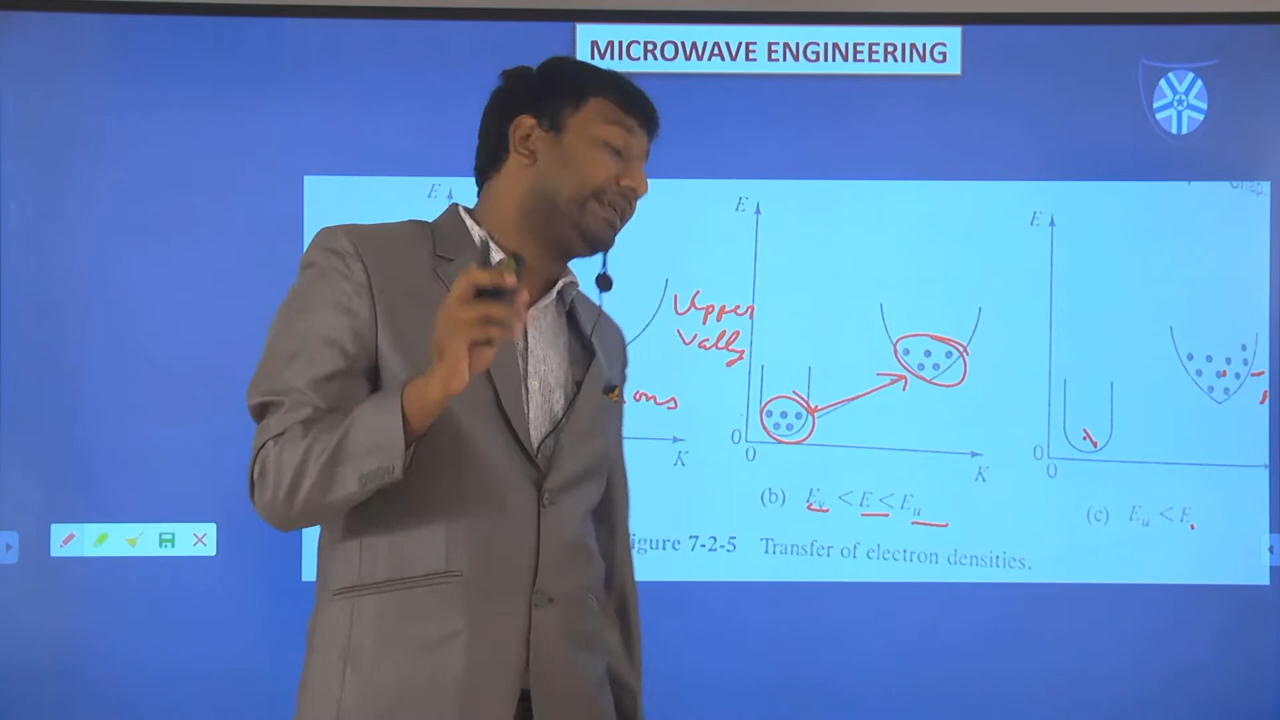 MICROWAVE ENGINEERING
Chap.
E
E
E
Upper
Vally
ons
0
0
K
0
0
K
(b) Eᵥ < E < Eᵤ
(c) Eᵤ < E
igure 7-2-5 Transfer of electron densities.